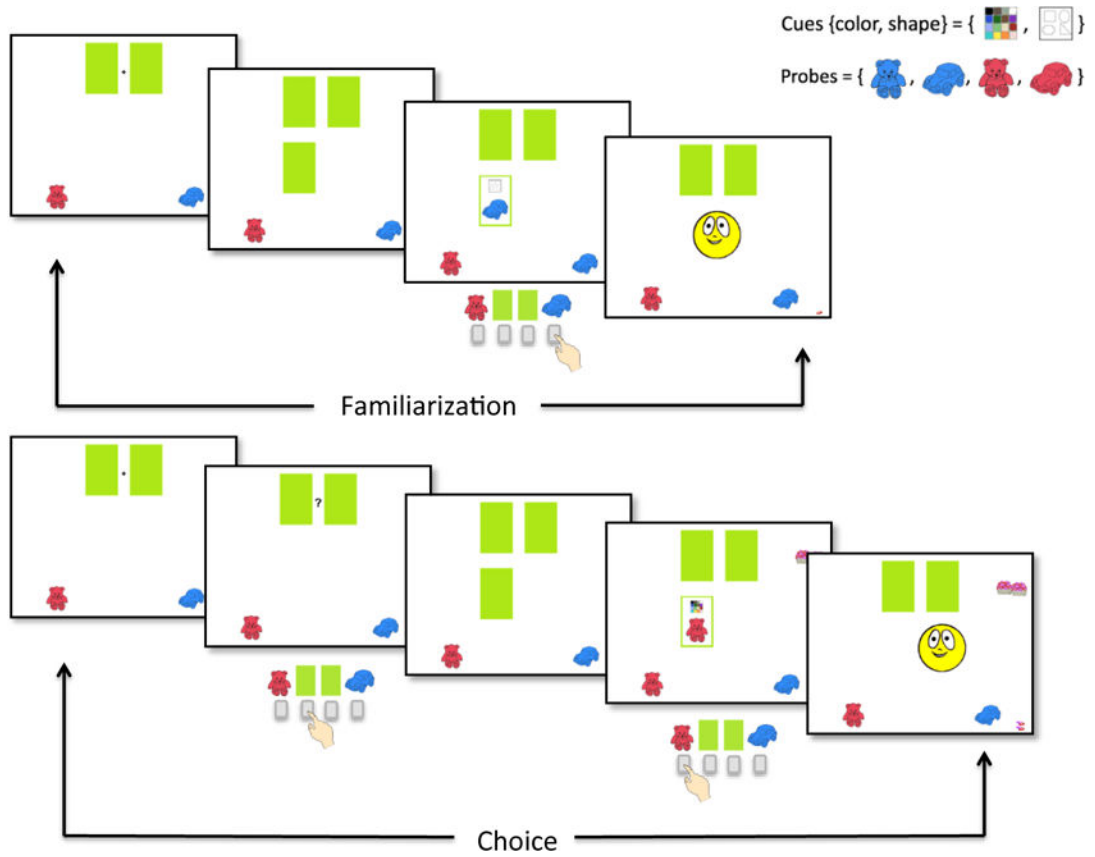 Cues {color, shape} = { , }
Probes = { , , , }
Familiarization
?
Choice